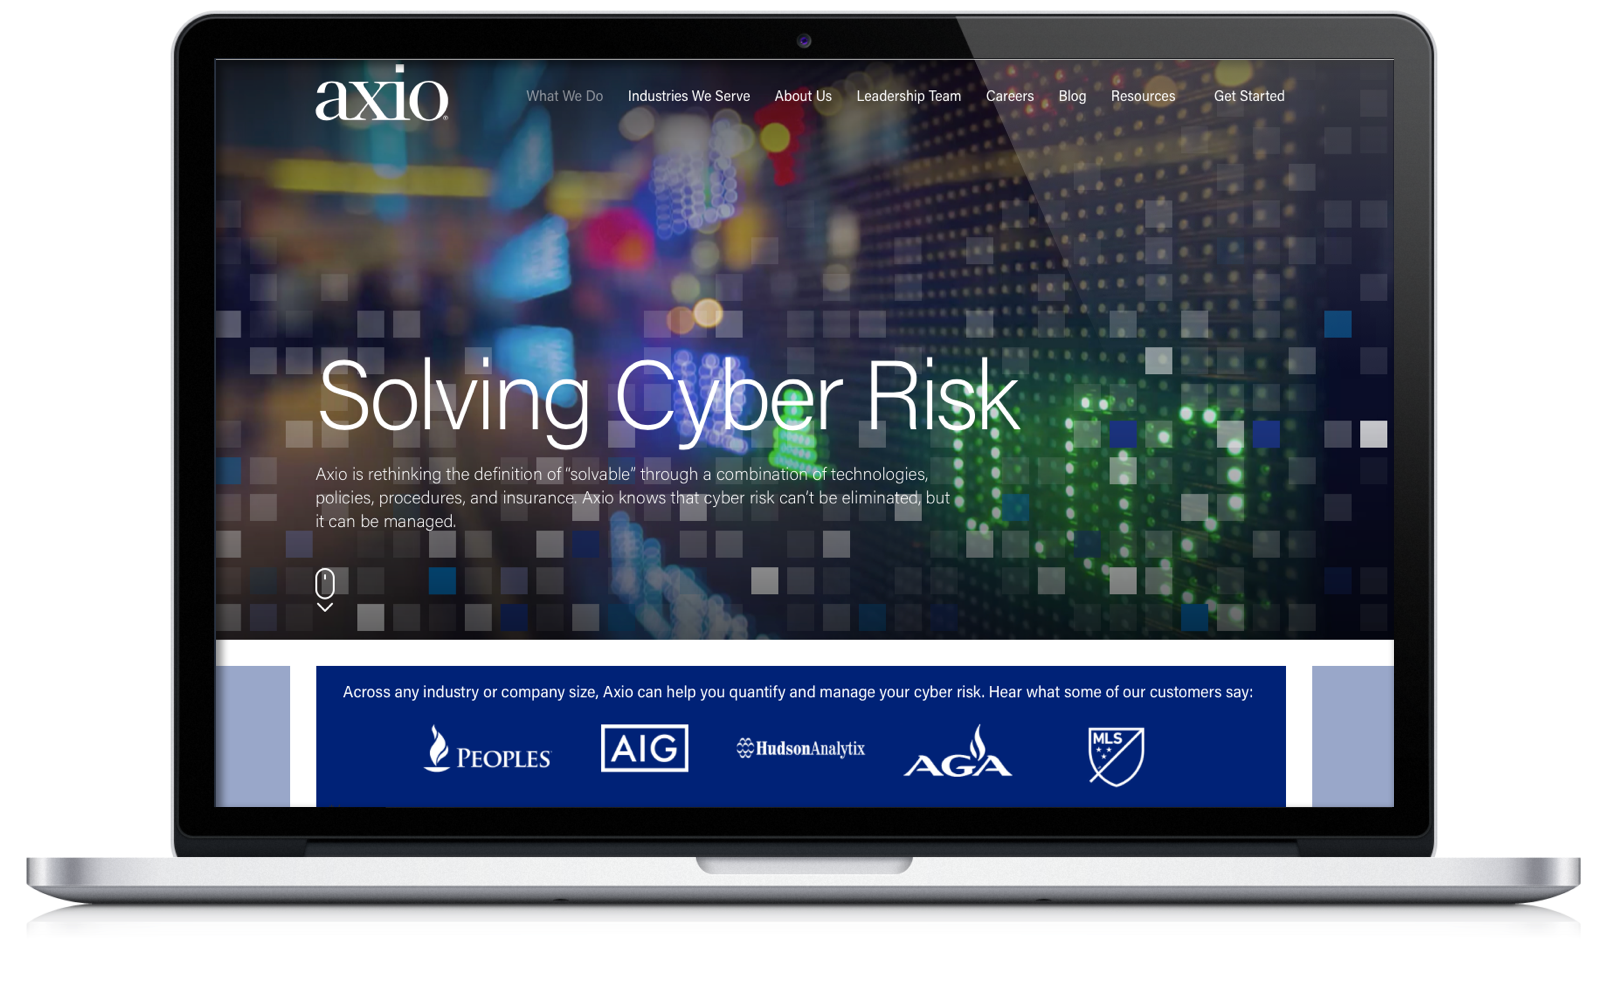 axio®
What We Do Industries We Serve About Us Leadership Team Careers Blog Resources Get Started
Solving Cyber Risk
Axio is rethinking the definition of “solvable” through a combination of technologies,
policies, procedures, and insurance. Axio knows that cyber risk can’t be eliminated, but
it can be managed.
Across any industry or company size, Axio can help you quantify and manage your cyber risk. Hear what some of our customers say:
PEOPLES AIG HudsonAnalytix AGA MLS